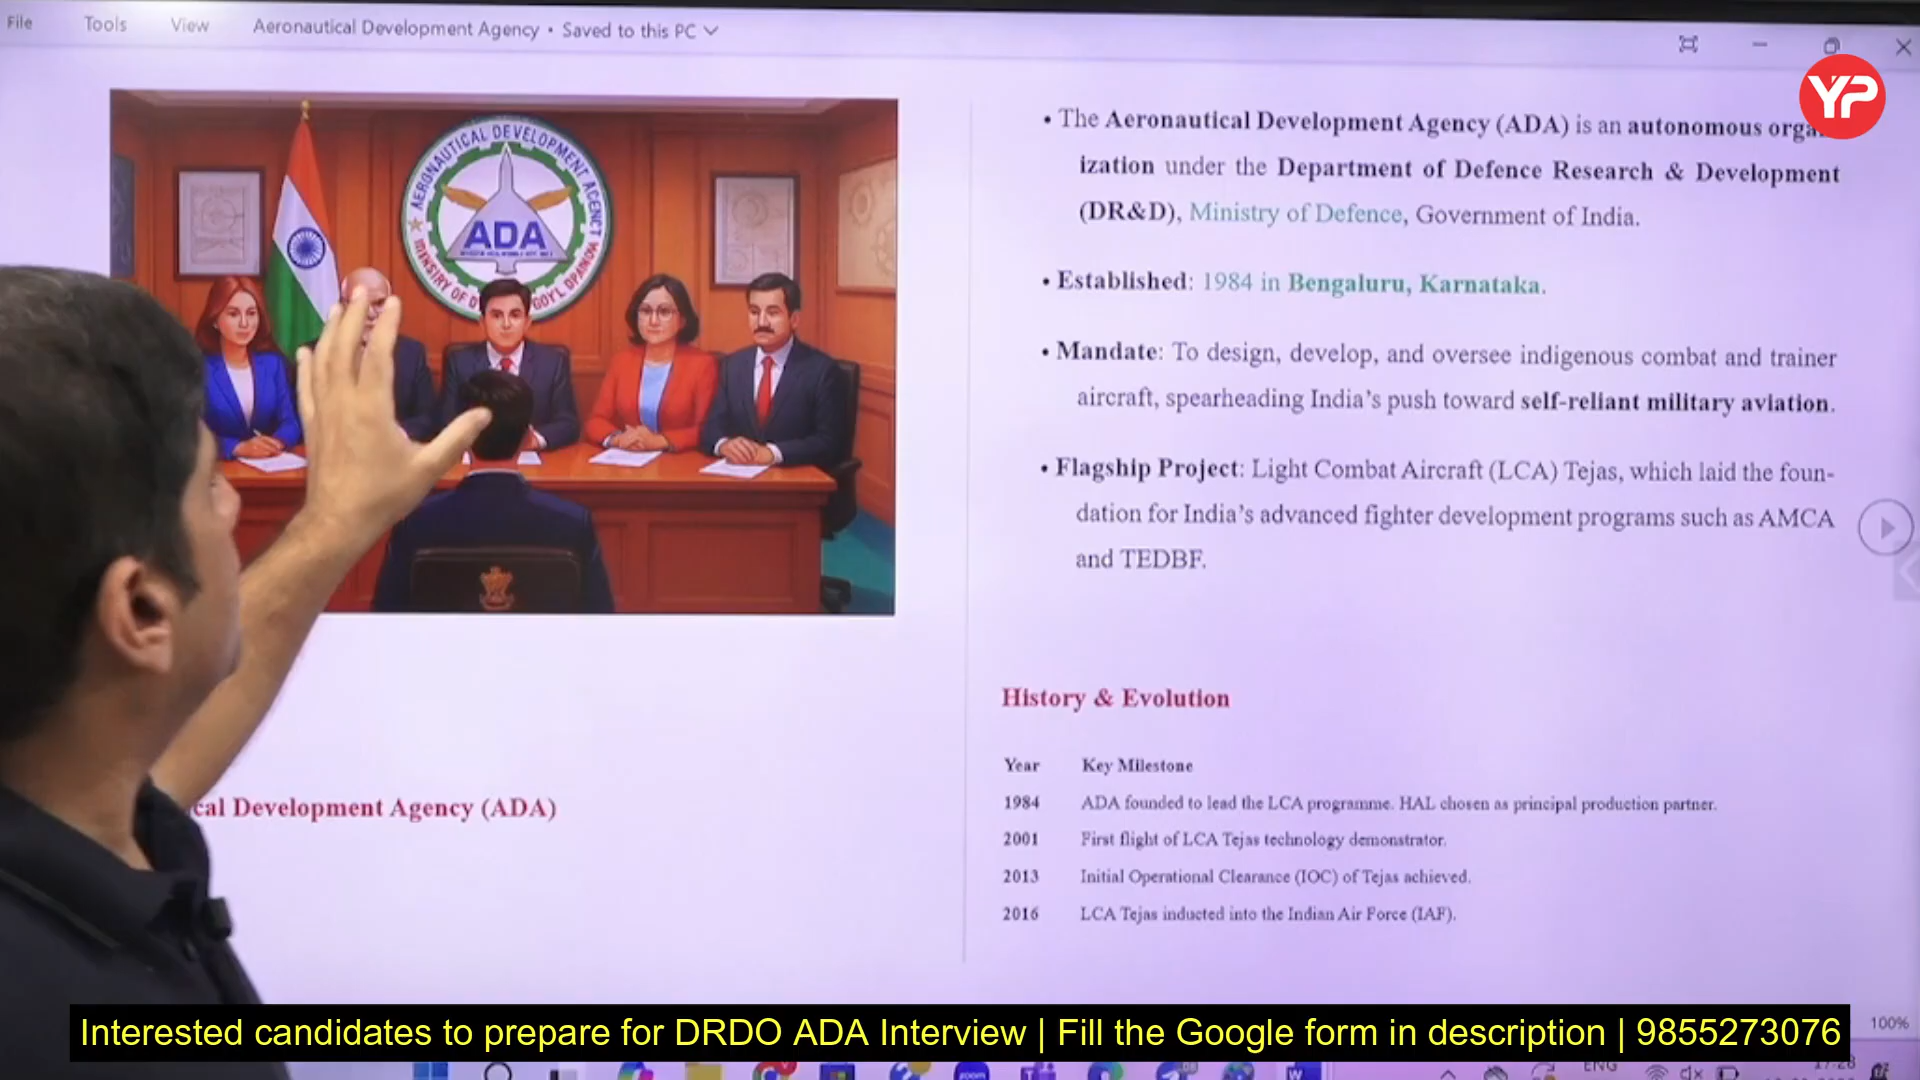 File Tools View Aeronautical Development Agency • Saved to this PC
YP
AERONAUTICAL DEVELOPMENT AGENCY
ADA
MINISTRY OF
• The Aeronautical Development Agency (ADA) is an autonomous orga
ization under the Department of Defence Research & Development
(DR&D), Ministry of Defence, Government of India.
• Established: 1984 in Bengaluru, Karnataka.
• Mandate: To design, develop, and oversee indigenous combat and trainer
aircraft, spearheading India's push toward self-reliant military aviation.
• Flagship Project: Light Combat Aircraft (LCA) Tejas, which laid the foun-
dation for India's advanced fighter development programs such as AMCA
and TEDBF.
cal Development Agency (ADA)
History & Evolution
Year Key Milestone
1984 ADA founded to lead the LCA programme. HAL chosen as principal production partner.
2001 First flight of LCA Tejas technology demonstrator.
2013 Initial Operational Clearance (IOC) of Tejas achieved.
2016 LCA Tejas inducted into the Indian Air Force (IAF).
100%
Interested candidates to prepare for DRDO ADA Interview | Fill the Google form in description | 9855273076
zoom
ENG